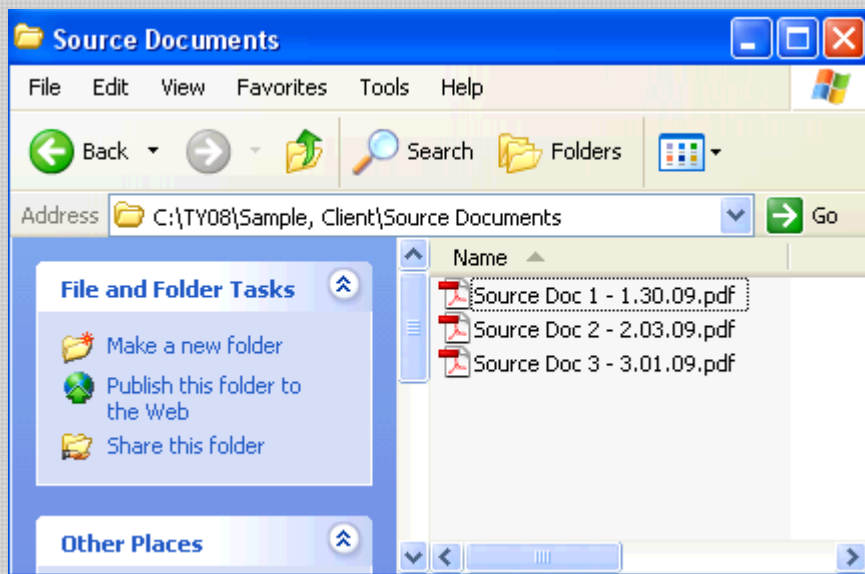 Source Documents
File Edit View Favorites Tools Help
Back Search Folders
Address C:\TY08\Sample, Client\Source Documents Go
File and Folder Tasks
Make a new folder
Publish this folder to
the Web
Share this folder
Other Places
Name
Source Doc 1 - 1.30.09.pdf
Source Doc 2 - 2.03.09.pdf
Source Doc 3 - 3.01.09.pdf